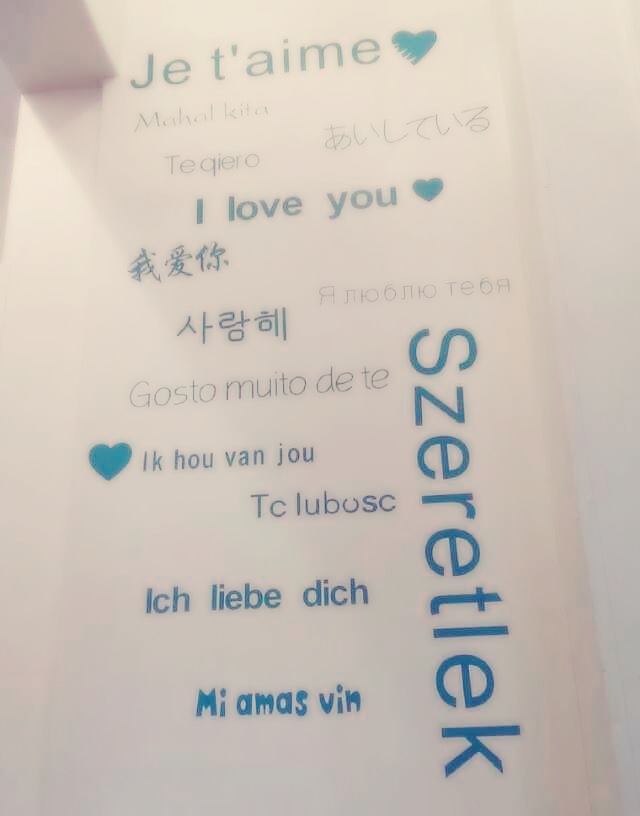 Je t'aime
Mahal kita
あいしている
Te qiero
I love you
我爱你
Я люблю тебя
사랑헤
Gosto muito de te
Ik hou van jou
Tc lubosc
Ich liebe dich
Mi amas vin
Szeretlek